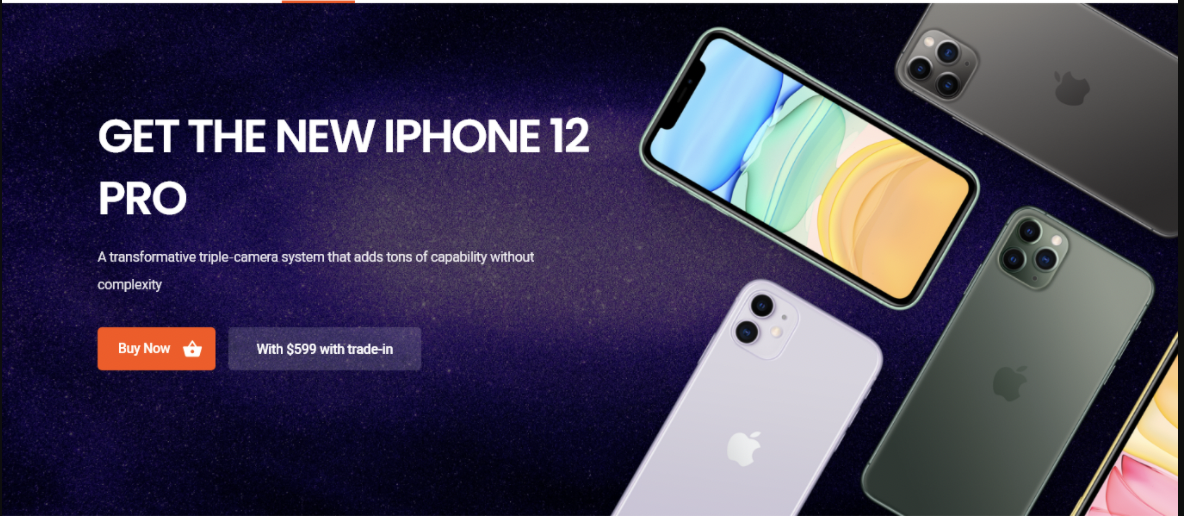 GET THE NEW IPHONE 12
PRO
A transformative triple-camera system that adds tons of capability without
complexity
Buy Now
With $599 with trade-in